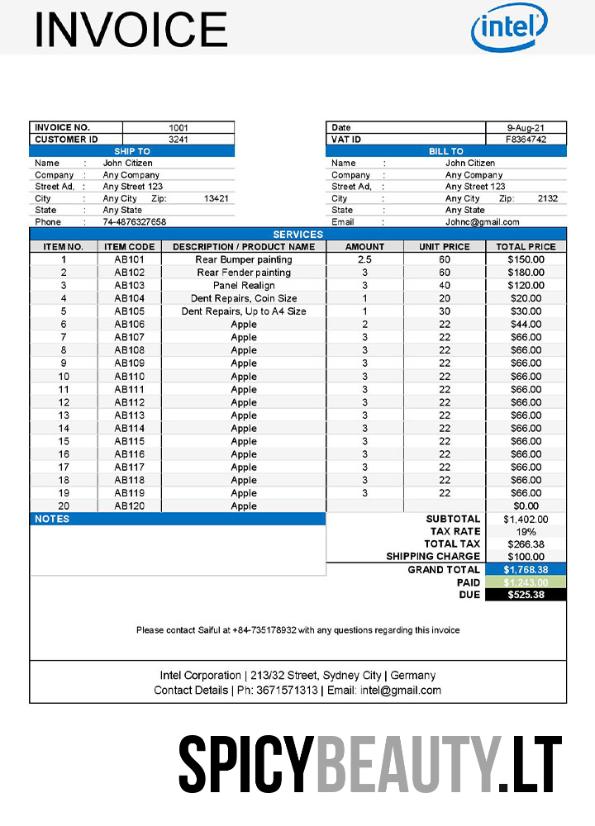 INVOICE
intel
INVOICE NO. 1001
CUSTOMER ID 3241
Date 9-Aug-21
VAT ID F8364742
SHIP TO
Name : John Citizen
Company : Any Company
Street Ad, : Any Street 123
City : Any City Zip: 13421
State : Any State
Phone : 74-4876327658
BILL TO
Name : John Citizen
Company : Any Company
Street Ad, : Any Street 123
City : Any City Zip: 2132
State : Any State
Email : Johnc@gmail.com
SERVICES
ITEM NO. ITEM CODE DESCRIPTION / PRODUCT NAME AMOUNT UNIT PRICE TOTAL PRICE
1 AB101 Rear Bumper painting 2.5 60 $150.00
2 AB102 Rear Fender painting 3 60 $180.00
3 AB103 Panel Realign 3 40 $120.00
4 AB104 Dent Repairs, Coin Size 1 20 $20.00
5 AB105 Dent Repairs, Up to A4 Size 1 30 $30.00
6 AB106 Apple 2 22 $44.00
7 AB107 Apple 3 22 $66.00
8 AB108 Apple 3 22 $66.00
9 AB109 Apple 3 22 $66.00
10 AB110 Apple 3 22 $66.00
11 AB111 Apple 3 22 $66.00
12 AB112 Apple 3 22 $66.00
13 AB113 Apple 3 22 $66.00
14 AB114 Apple 3 22 $66.00
15 AB115 Apple 3 22 $66.00
16 AB116 Apple 3 22 $66.00
17 AB117 Apple 3 22 $66.00
18 AB118 Apple 3 22 $66.00
19 AB119 Apple 3 22 $66.00
20 AB120 Apple $0.00
NOTES
SUBTOTAL $1,402.00
TAX RATE 19%
TOTAL TAX $266.38
SHIPPING CHARGE $100.00
GRAND TOTAL $1,768.38
PAID $1,243.00
DUE $525.38
Please contact Saiful at +84-735178932 with any questions regarding this invoice
Intel Corporation | 213/32 Street, Sydney City | Germany
Contact Details | Ph: 3671571313 | Email: intel@gmail.com
SPICYBEAUTY.LT